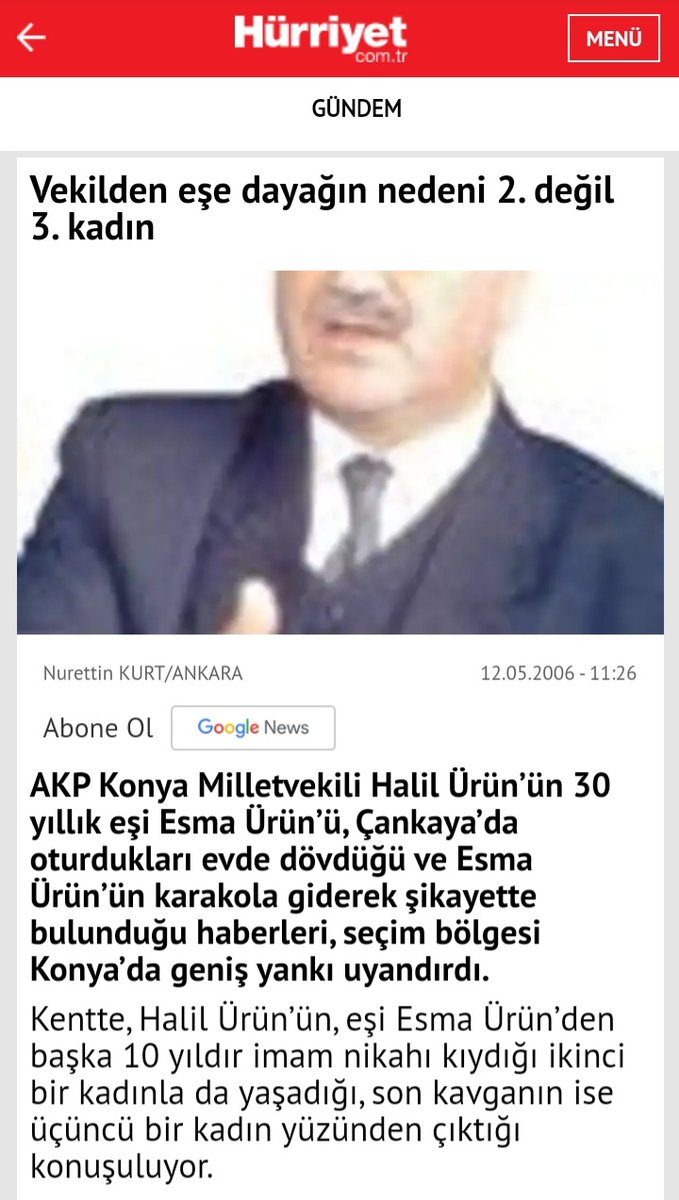 Hürriyet
com.tr
MENÜ
GÜNDEM
Vekilden eşe dayağın nedeni 2. değil
3. kadın
Nurettin KURT/ANKARA
12.05.2006 - 11:26
Abone Ol
Google News
AKP Konya Milletvekili Halil Ürün’ün 30
yıllık eşi Esma Ürün’ü, Çankaya’da
oturdukları evde dövdüğü ve Esma
Ürün’ün karakola giderek şikayette
bulunduğu haberleri, seçim bölgesi
Konya’da geniş yankı uyandırdı.
Kentte, Halil Ürün’ün, eşi Esma Ürün’den
başka 10 yıldır imam nikahı kıydığı ikinci
bir kadınla da yaşadığı, son kavganın ise
üçüncü bir kadın yüzünden çıktığı
konuşuluyor.